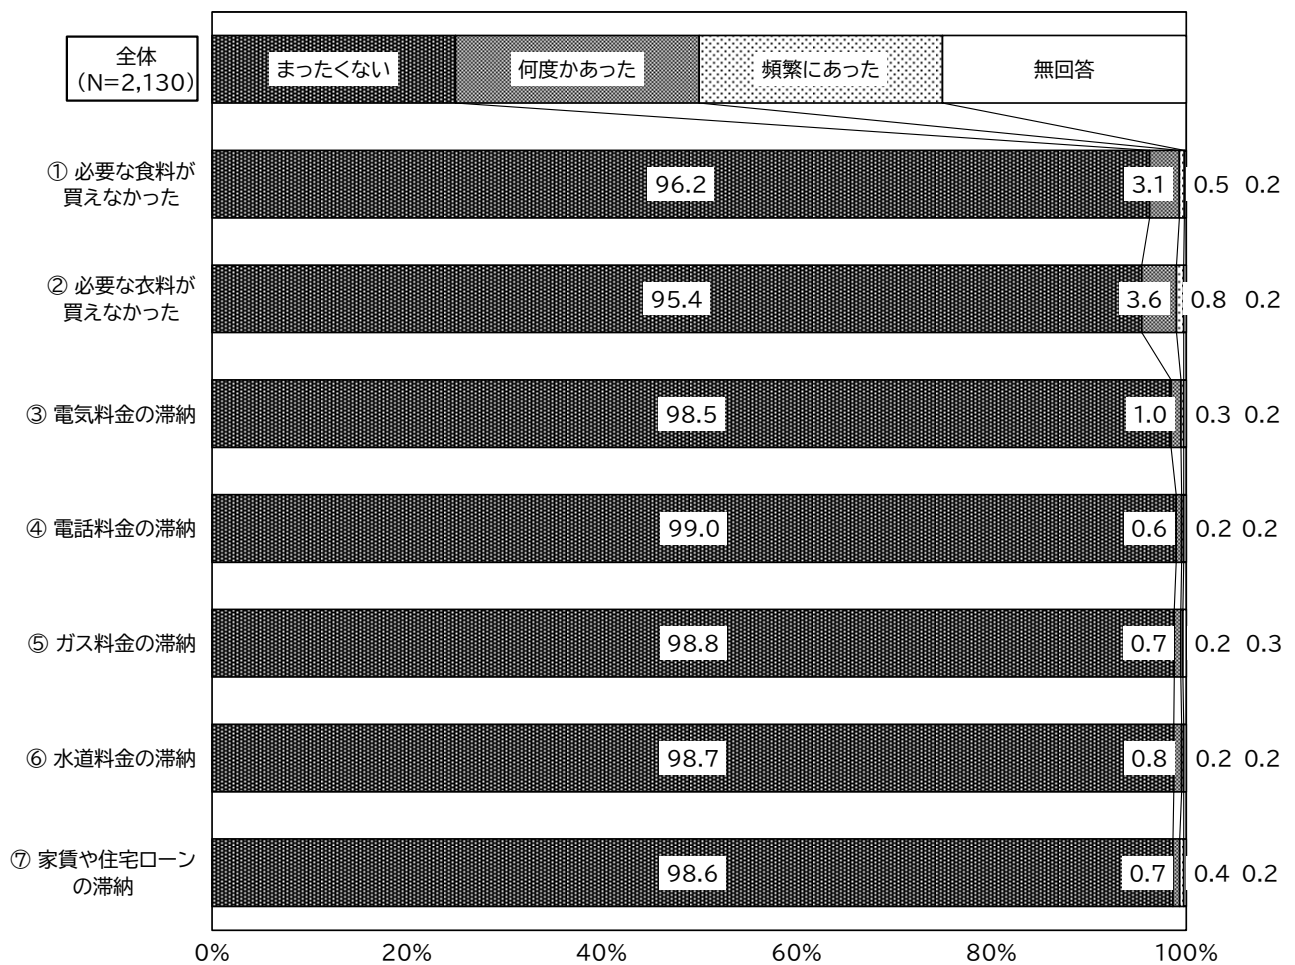 全体
(N=2,130)
まったくない 何度かあった 頻繁にあった 無回答
① 必要な食料が
買えなかった
96.2 3.1 0.5 0.2
② 必要な衣料が
買えなかった
95.4 3.6 0.8 0.2
③ 電気料金の滞納 98.5 1.0 0.3 0.2
④ 電話料金の滞納 99.0 0.6 0.2 0.2
⑤ ガス料金の滞納 98.8 0.7 0.2 0.3
⑥ 水道料金の滞納 98.7 0.8 0.2 0.2
⑦ 家賃や住宅ローン
の滞納
98.6 0.7 0.4 0.2
0% 20% 40% 60% 80% 100%